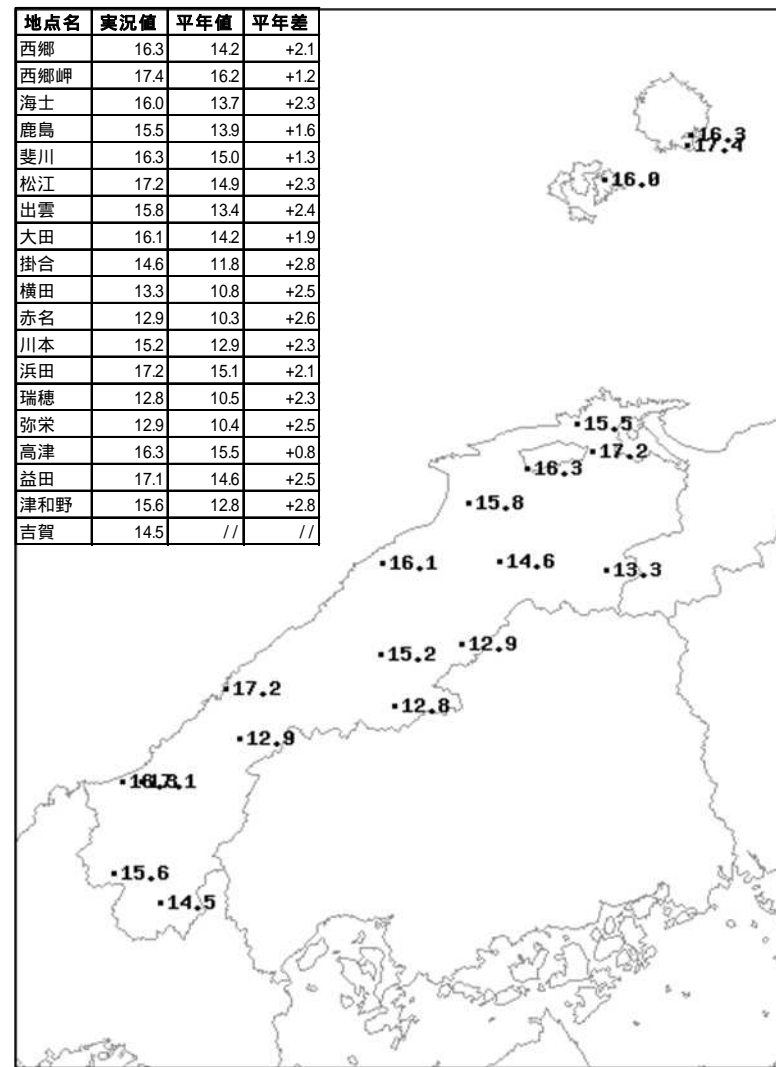 地点名 実況値 平年値 平年差
西郷 16.3 14.2 +2.1
西郷岬 17.4 16.2 +1.2
海士 16.0 13.7 +2.3
鹿島 15.5 13.9 +1.6
斐川 16.3 15.0 +1.3
松江 17.2 14.9 +2.3
出雲 15.8 13.4 +2.4
大田 16.1 14.2 +1.9
掛合 14.6 11.8 +2.8
横田 13.3 10.8 +2.5
赤名 12.9 10.3 +2.6
川本 15.2 12.9 +2.3
浜田 17.2 15.1 +2.1
瑞穂 12.8 10.5 +2.3
弥栄 12.9 10.4 +2.5
高津 16.3 15.5 +0.8
益田 17.1 14.6 +2.5
津和野 15.6 12.8 +2.8
吉賀 14.5 // //
16.3
17.4
16.0
15.5
17.2
16.3
15.8
16.1
14.6
13.3
12.9
15.2
17.2
12.8
12.9
16.3
17.1
15.6
14.5